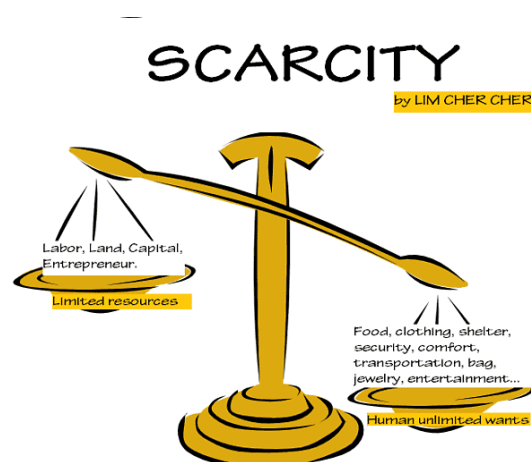 SCARCITY
by LIM CHER CHER
Labor, Land, Capital,
Entrepreneur.
Limited resources
Food, clothing, shelter,
security, comfort,
transportation, bag,
jewelry, entertainment...
Human unlimited wants